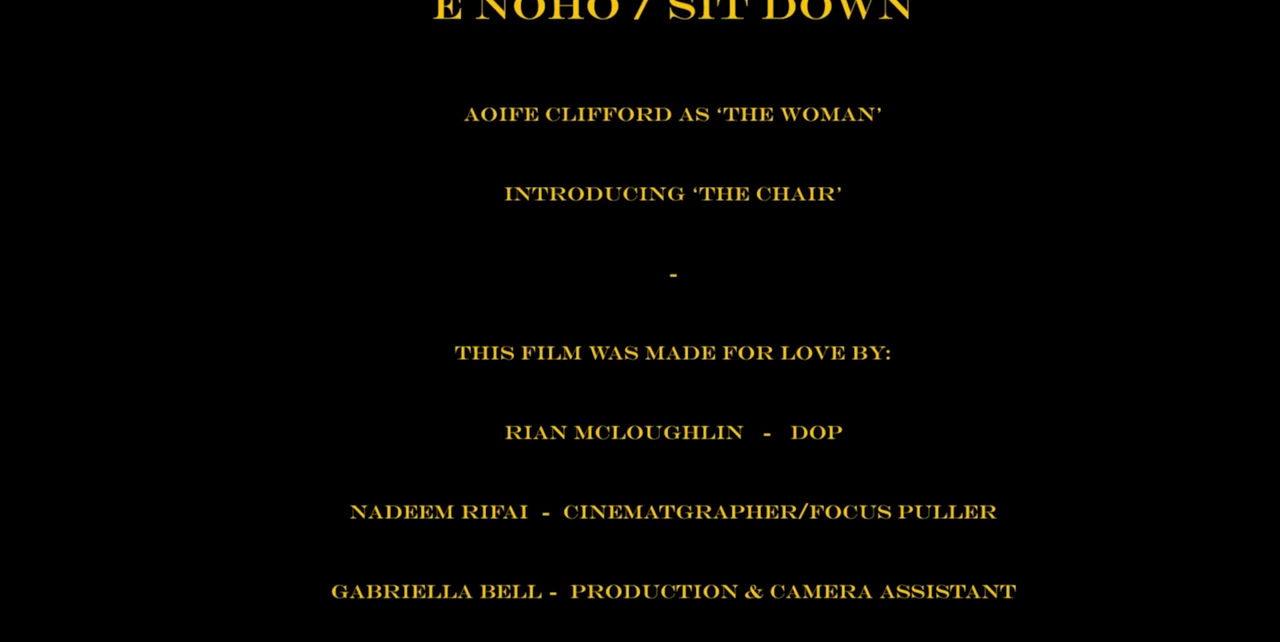 E NOHO / SIT DOWN
AOIFE CLIFFORD AS ‘THE WOMAN’
INTRODUCING ‘THE CHAIR’
-
THIS FILM WAS MADE FOR LOVE BY:
RIAN MCLOUGHLIN - DOP
NADEEM RIFAI - CINEMATGRAPHER/FOCUS PULLER
GABRIELLA BELL - PRODUCTION & CAMERA ASSISTANT